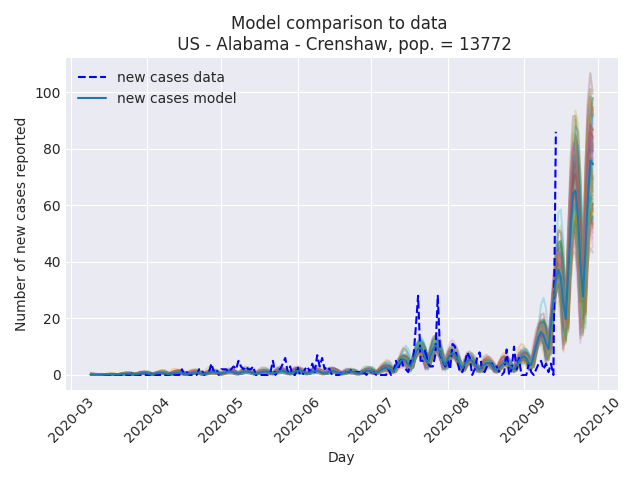 Model comparison to data
US - Alabama - Crenshaw, pop. = 13772
new cases data
new cases model
Number of new cases reported
100
80
60
40
20
0
2020-03
2020-04
2020-05
2020-06
2020-07
2020-08
2020-09
2020-10
Day